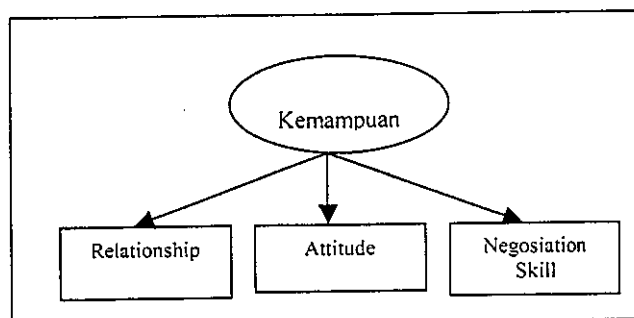 Kemampuan
Relationship
Attitude
Negosiation
Skill